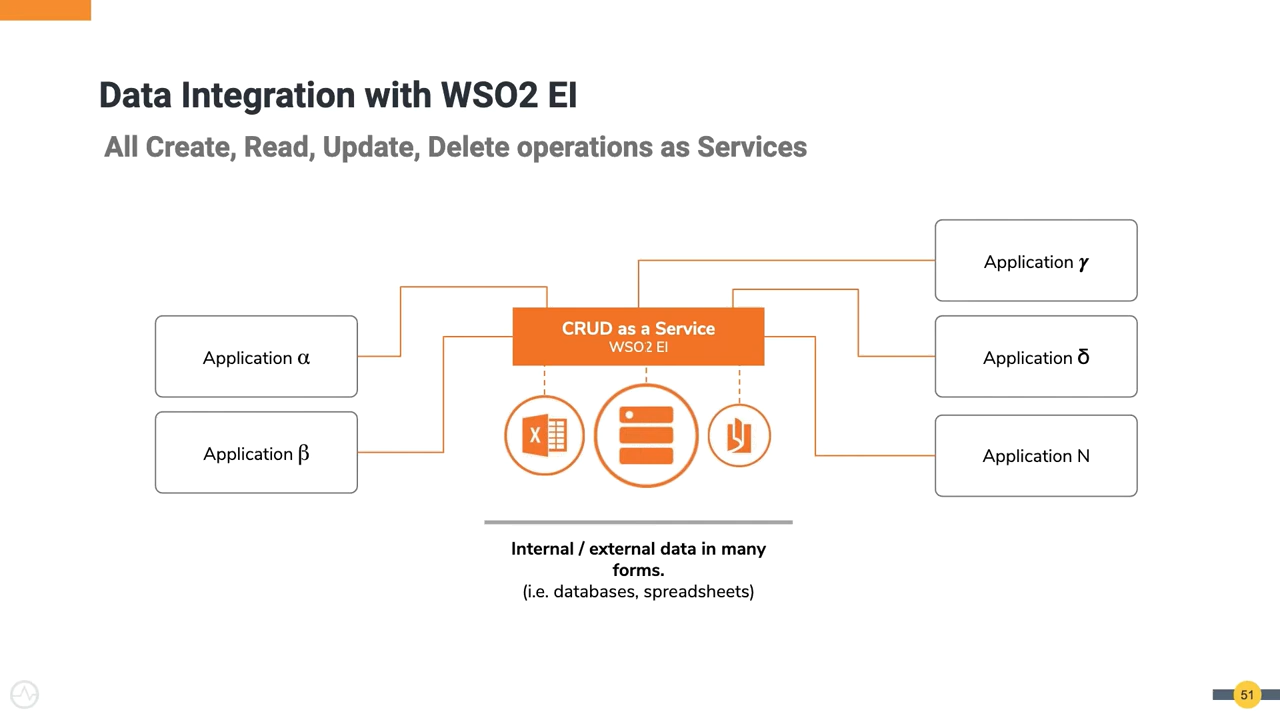 Data Integration with WSO2 EI
All Create, Read, Update, Delete operations as Services
Application γ
CRUD as a Service
WSO2 EI
Application α
Application δ
Application β
Application N
X
Internal / external data in many
forms.
(i.e. databases, spreadsheets)
51